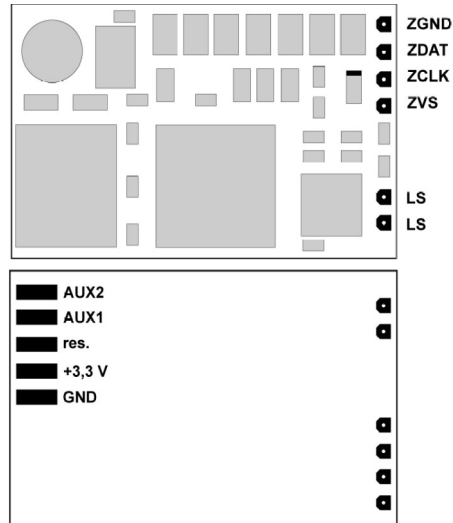 ZGND
ZDAT
ZCLK
ZVS
LS
LS
AUX2
AUX1
res.
+3,3 V
GND